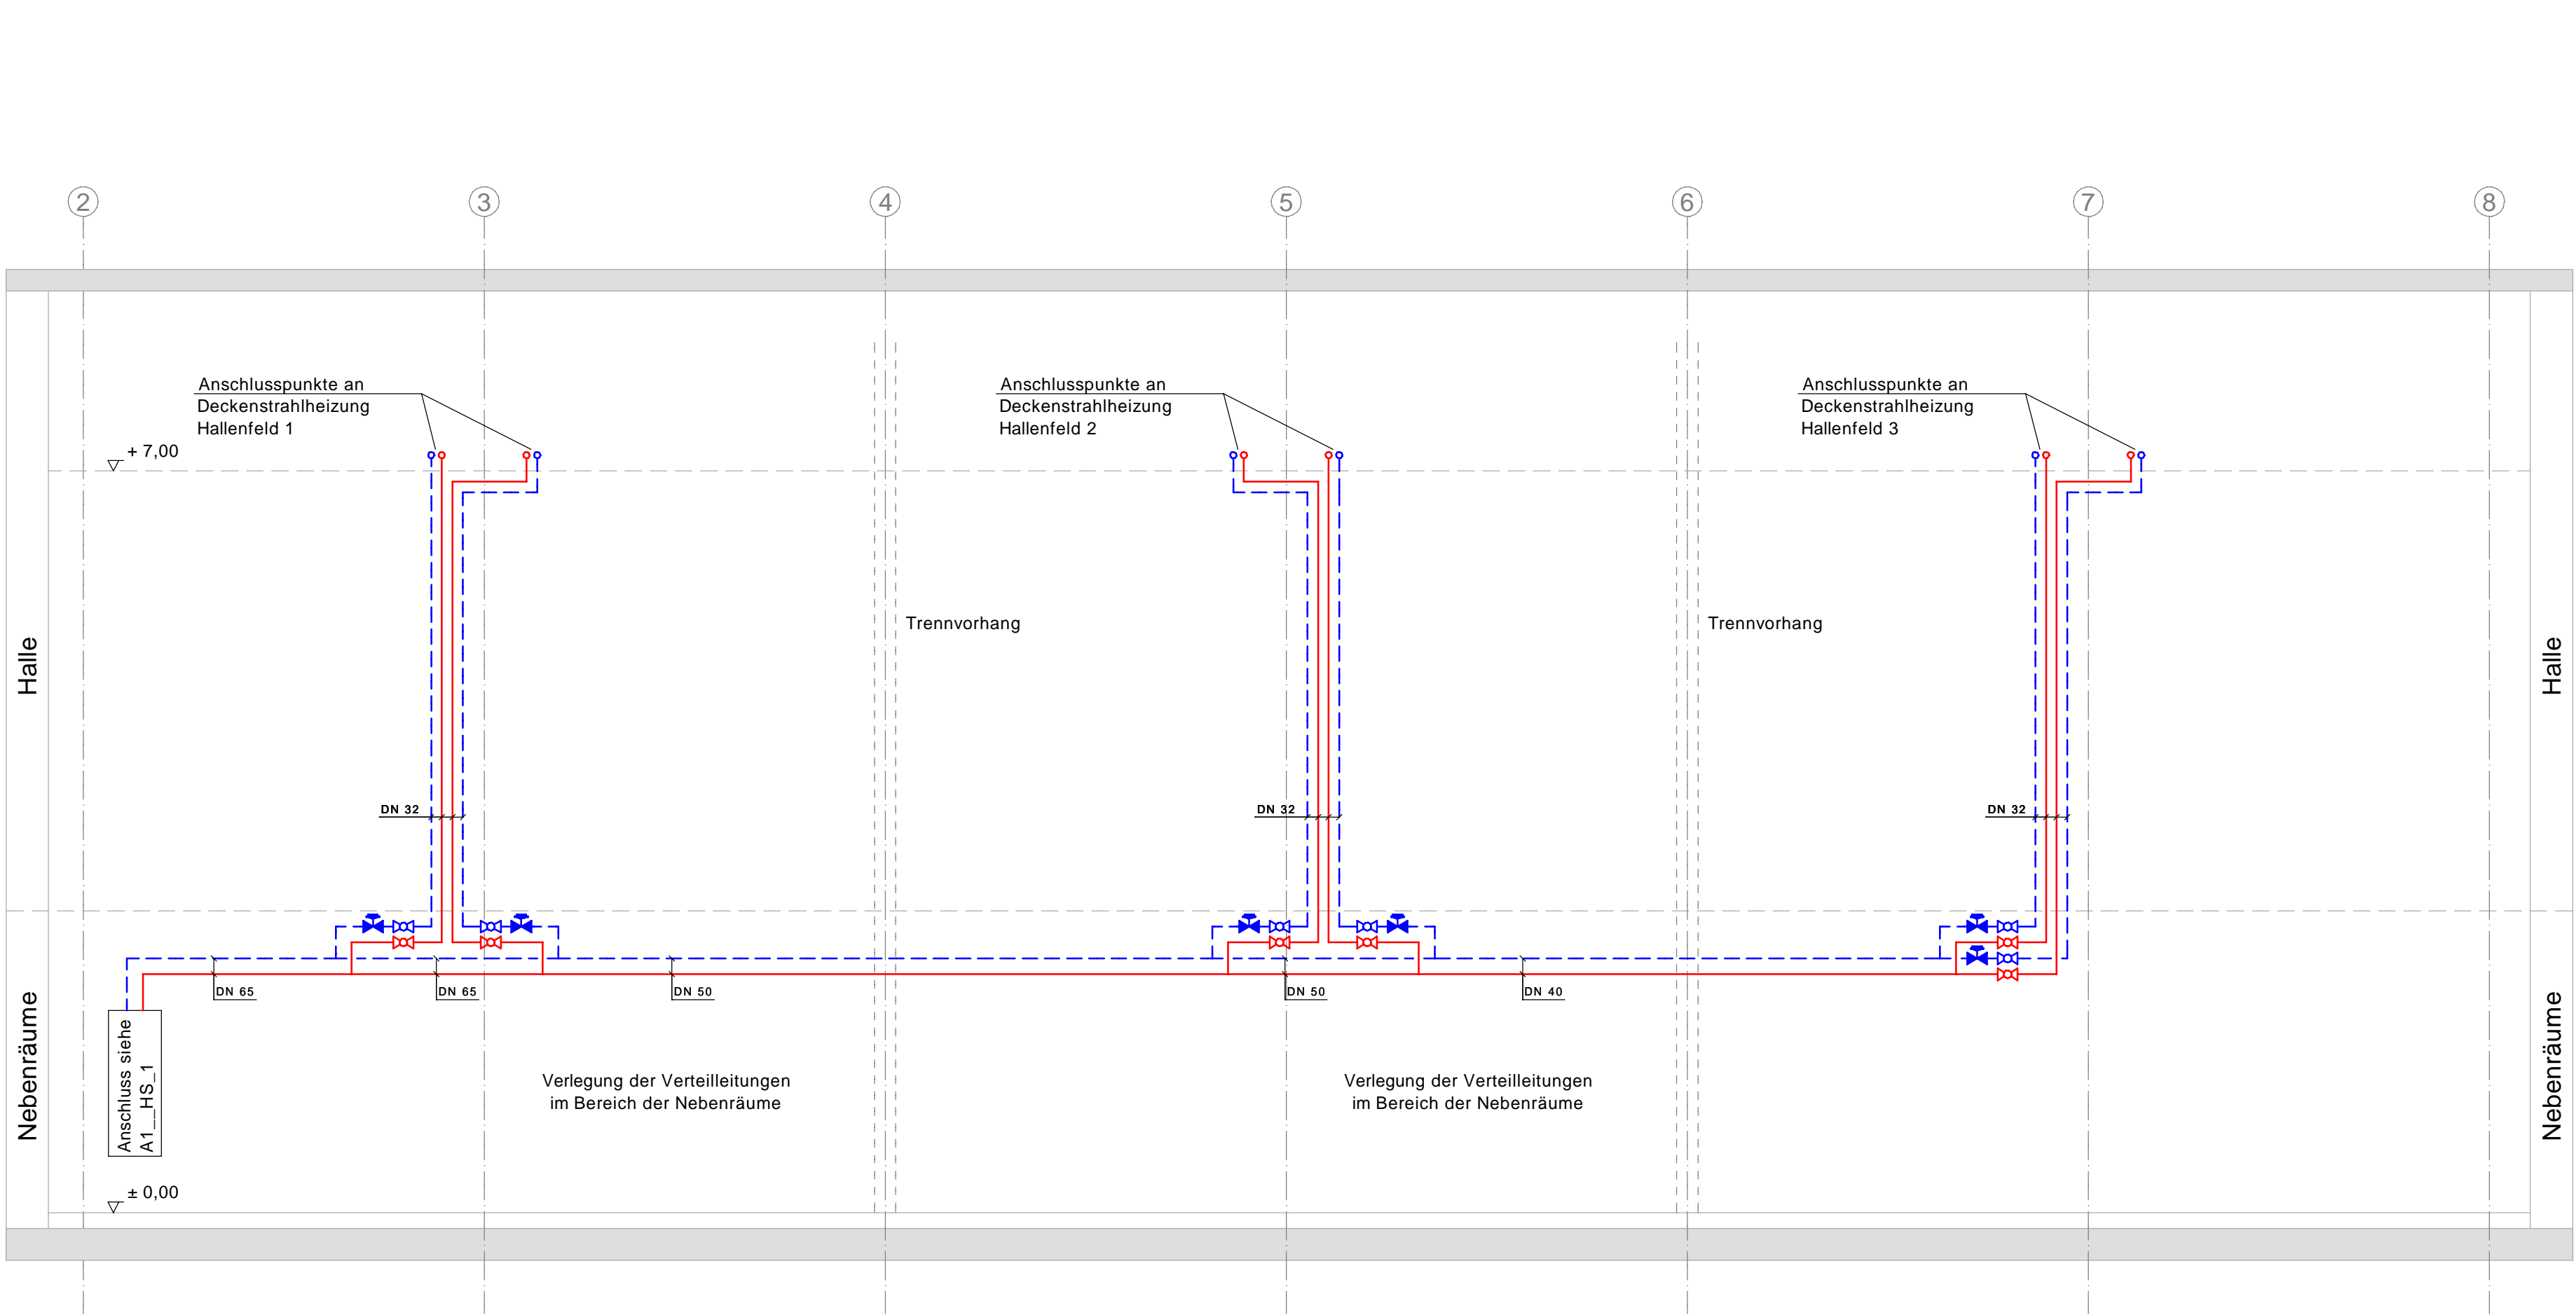 2
3
4
5
6
7
8
Anschlusspunkte an
Deckenstrahlheizung
Hallenfeld 1
Anschlusspunkte an
Deckenstrahlheizung
Hallenfeld 2
Anschlusspunkte an
Deckenstrahlheizung
Hallenfeld 3
+ 7,00
Trennvorhang
Trennvorhang
Halle
Halle
DN 32
DN 32
DN 32
DN 65
DN 65
DN 50
DN 50
DN 40
Nebenräume
Anschluss siehe
A1__HS_1
Verlegung der Verteilleitungen
im Bereich der Nebenräume
Verlegung der Verteilleitungen
im Bereich der Nebenräume
Nebenräume
± 0,00